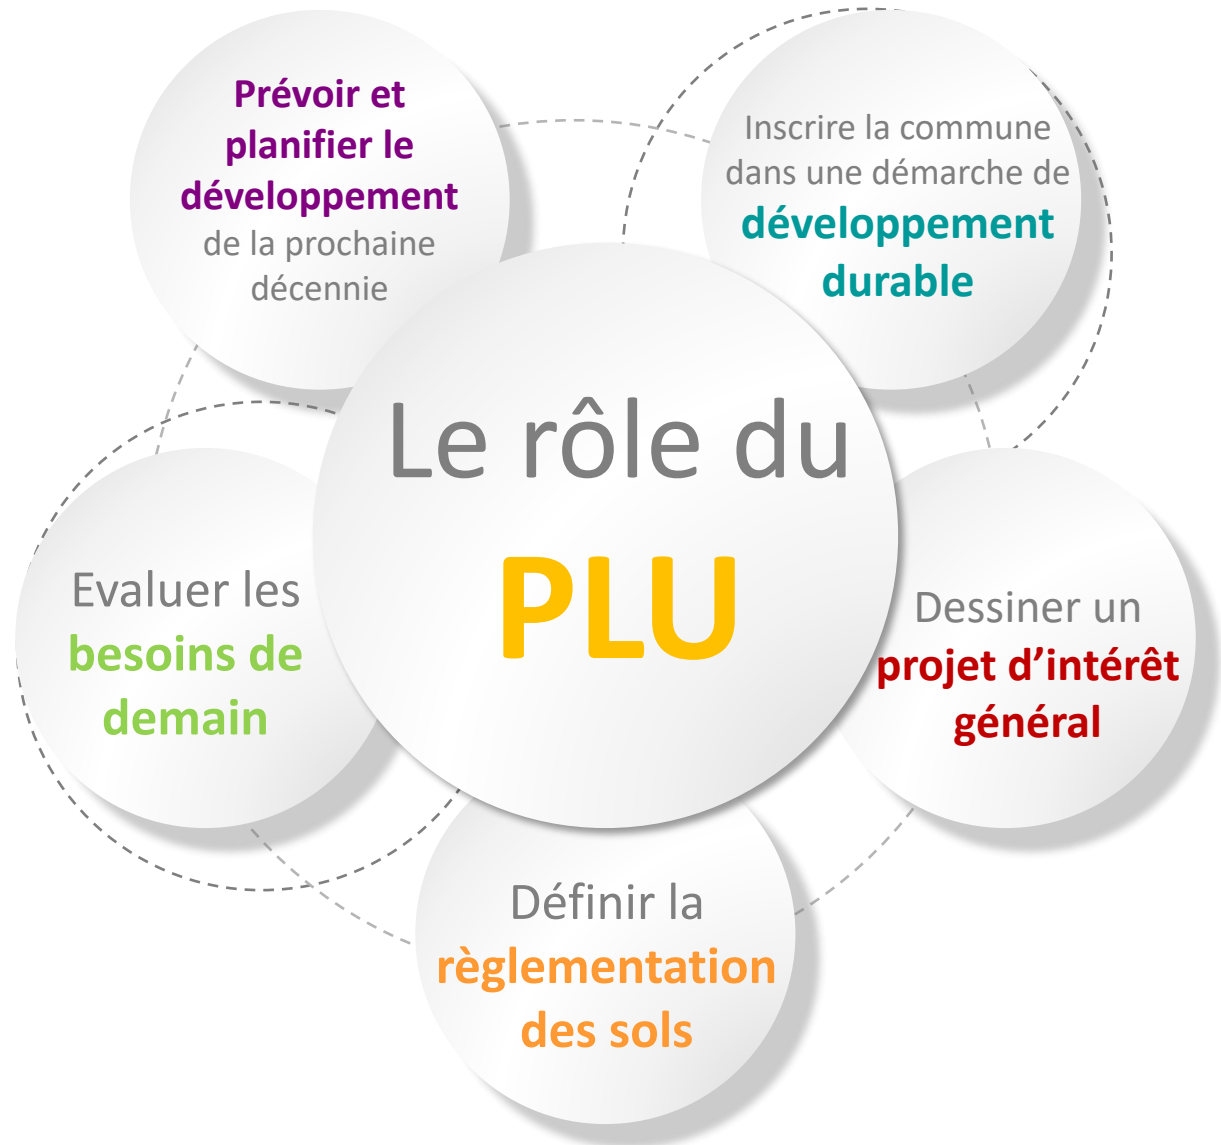 Prévoir et
planifier le
développement
de la prochaine
décennie
Inscrire la commune
dans une démarche de
développement
durable
Le rôle du
PLU
Evaluer les
besoins de
demain
Dessiner un
projet d’intérêt
général
Définir la
règlementation
des sols